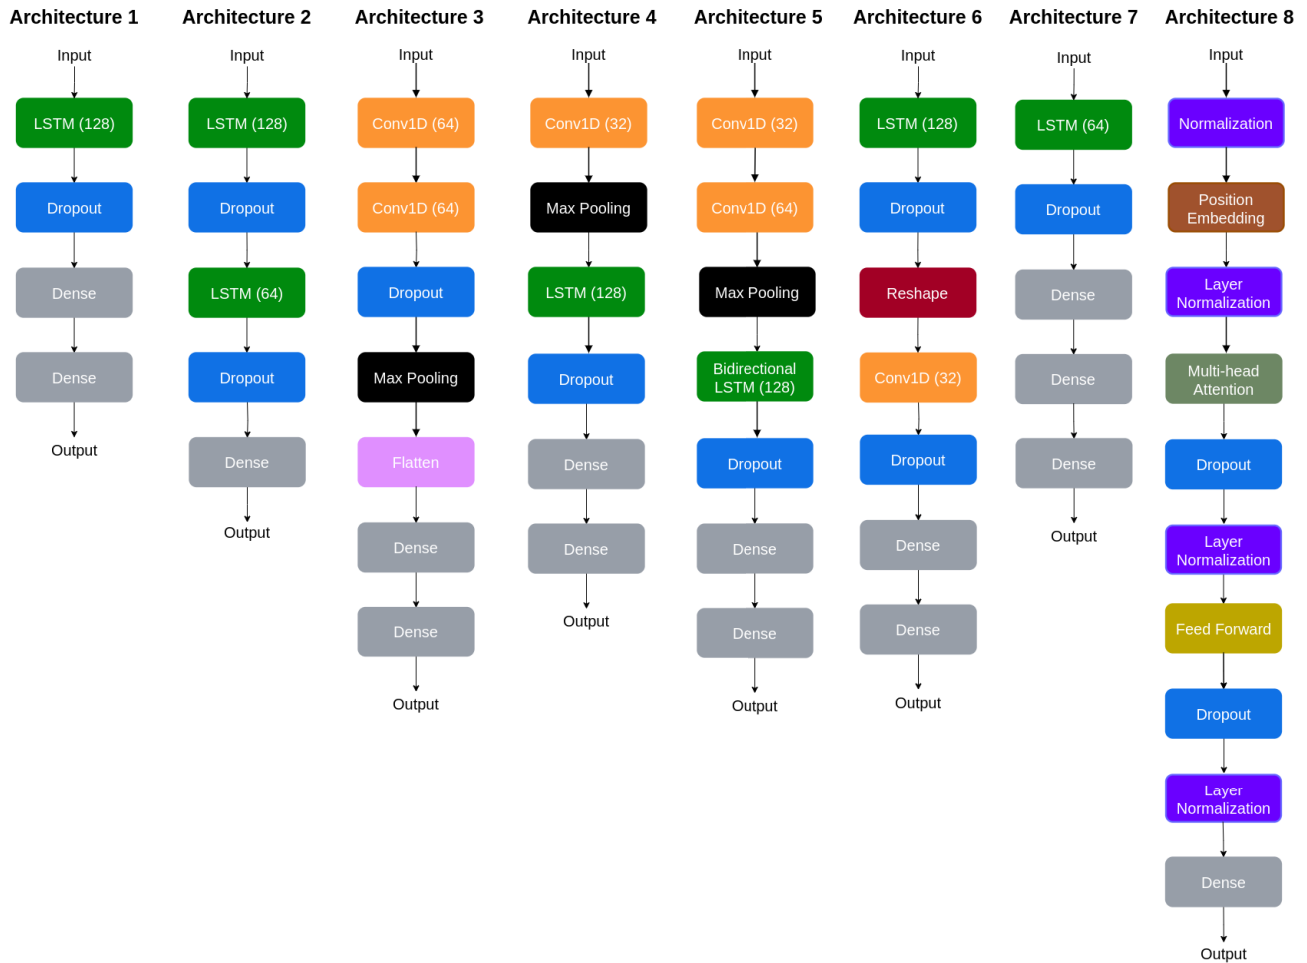 Architecture 1
Input
LSTM (128)
Dropout
Dense
Dense
Output
Architecture 2
Input
LSTM (128)
Dropout
LSTM (64)
Dropout
Dense
Output
Architecture 3
Input
Conv1D (64)
Conv1D (64)
Dropout
Max Pooling
Flatten
Dense
Dense
Output
Architecture 4
Input
Conv1D (32)
Max Pooling
LSTM (128)
Dropout
Dense
Dense
Output
Architecture 5
Input
Conv1D (32)
Conv1D (64)
Max Pooling
Bidirectional
LSTM (128)
Dropout
Dense
Dense
Output
Architecture 6
Input
LSTM (128)
Dropout
Reshape
Conv1D (32)
Dropout
Dense
Dense
Output
Architecture 7
Input
LSTM (64)
Dropout
Dense
Dense
Dense
Output
Architecture 8
Input
Normalization
Position
Embedding
Layer
Normalization
Multi-head
Attention
Dropout
Layer
Normalization
Feed Forward
Dropout
Layer
Normalization
Dense
Output